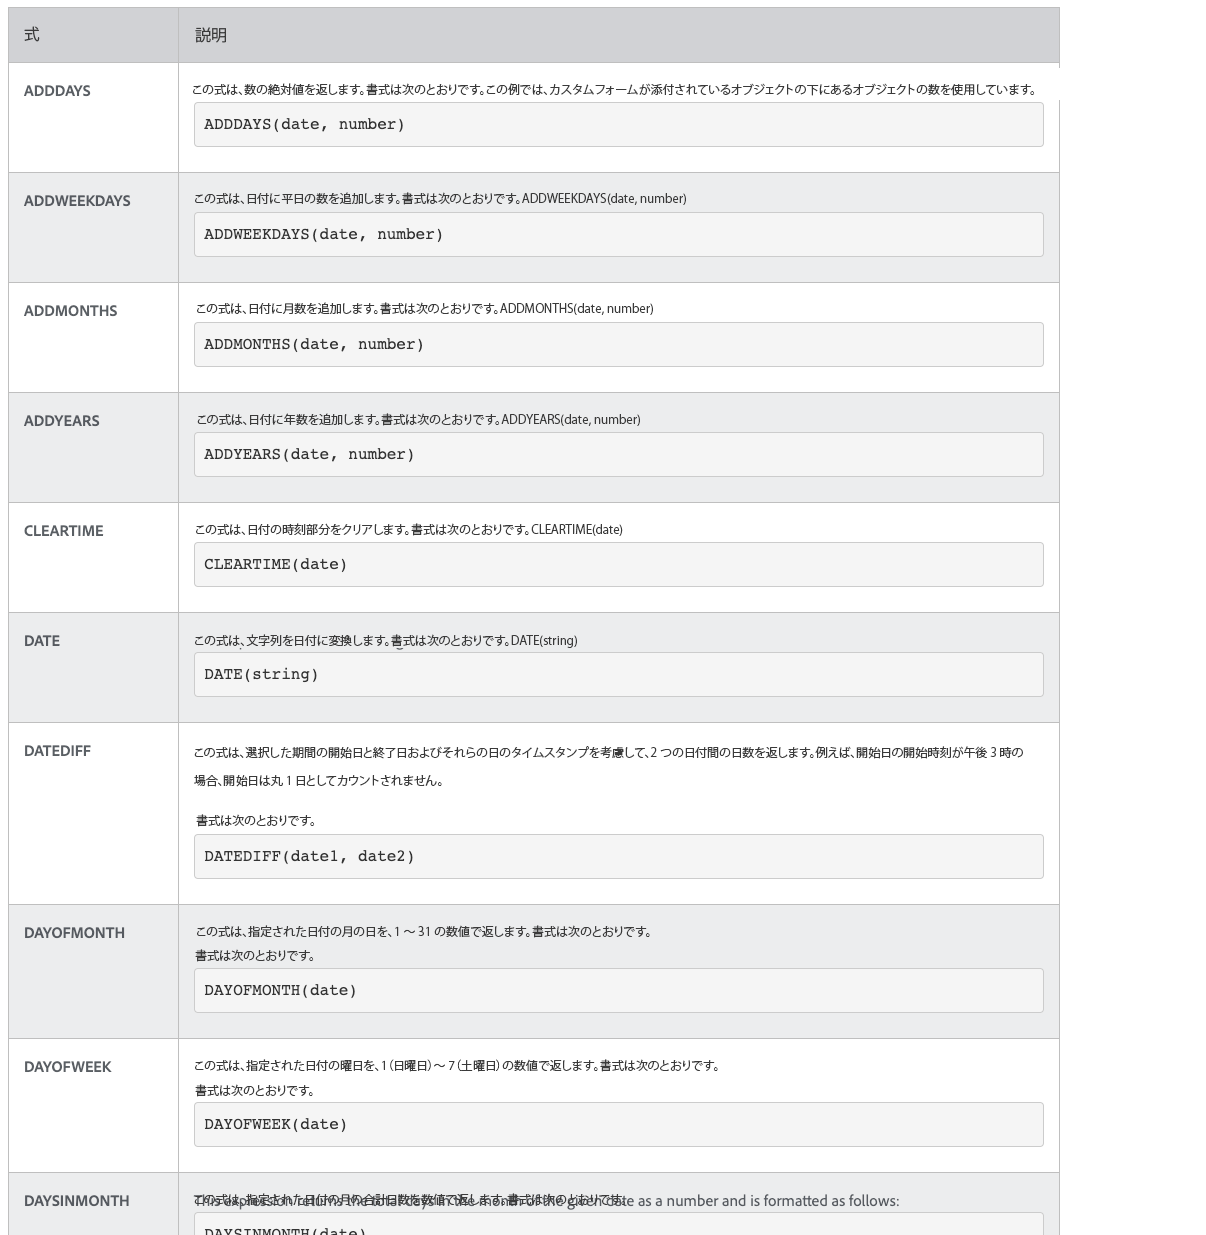 式 説明
ADDDAYS この式は、数の絶対値を返します。書式は次のとおりです。この例では、カスタムフォームが添付されているオブジェクトの下にあるオブジェクトの数を使用しています。
ADDDAYS(date, number)
ADDWEEKDAYS この式は、日付に平日の数を追加します。書式は次のとおりです。ADDWEEKDAYS(date, number)
ADDWEEKDAYS(date, number)
ADDMONTHS この式は、日付に月数を追加します。書式は次のとおりです。ADDMONTHS(date, number)
ADDMONTHS(date, number)
ADDYEARS この式は、日付に年数を追加します。書式は次のとおりです。ADDYEARS(date, number)
ADDYEARS(date, number)
CLEARTIME この式は、日付の時刻部分をクリアします。書式は次のとおりです。CLEARTIME(date)
CLEARTIME(date)
DATE この式は、文字列を日付に変換します。書式は次のとおりです。DATE(string)
DATE(string)
DATEDIFF この式は、選択した期間の開始日と終了日およびそれらの日のタイムスタンプを考慮して、2 つの日付間の日数を返します。例えば、開始日の開始時刻が午後 3 時の
場合、開始日は丸 1 日としてカウントされません。
書式は次のとおりです。
DATEDIFF(date1, date2)
DAYOFMONTH この式は、指定された日付の月の日を、1 ～ 31 の数値で返します。書式は次のとおりです。
書式は次のとおりです。
DAYOFMONTH(date)
DAYOFWEEK この式は、指定された日付の曜日を、1（日曜日）～ 7（土曜日）の数値で返します。書式は次のとおりです。
書式は次のとおりです。
DAYOFWEEK(date)
DAYSINMONTH この式は、指定された日付の月の合計日数を数値で返します。書式は次のとおりです。
This expression returns the total days in the month of the given date as a number and is formatted as follows:
DAYSINMONTH(date)